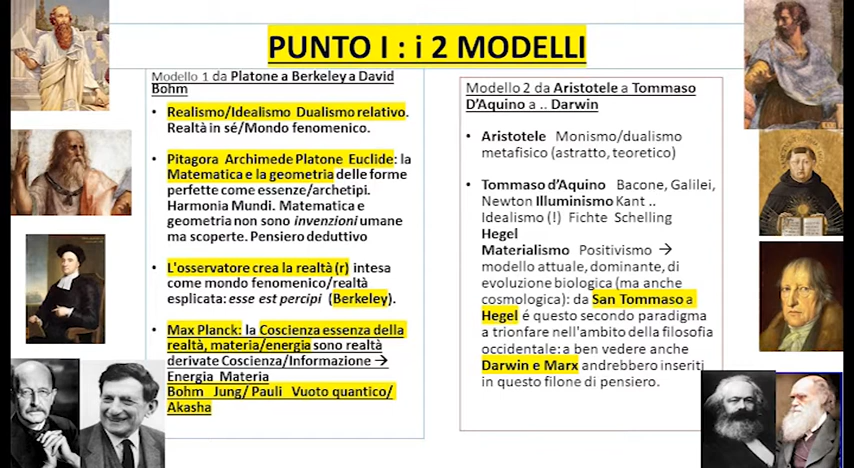 PUNTO I : i 2 MODELLI
Modello 1 da Platone a Berkeley a David
Bohm
• Realismo/Idealismo Dualismo relativo.
Realtà in sé/Mondo fenomenico.
• Pitagora Archimede Platone Euclide: la
Matematica e la geometria delle forme
perfette come essenze/archetipi.
Harmonia Mundi. Matematica e
geometria non sono invenzioni umane
ma scoperte. Pensiero deduttivo
• L'osservatore crea la realtà (r) intesa
come mondo fenomenico/realtà
esplicata: esse est percipi (Berkeley).
• Max Planck: la Coscienza essenza della
realtà, materia/energia sono realtà
derivate Coscienza/Informazione →
Energia Materia
Bohm Jung/ Pauli Vuoto quantico/
Akasha
Modello 2 da Aristotele a Tommaso
D'Aquino a .. Darwin
• Aristotele Monismo/dualismo
metafisico (astratto, teoretico)
• Tommaso d'Aquino Bacone, Galilei,
Newton Illuminismo Kant ..
Idealismo (!) Fichte Schelling
Hegel
Materialismo Positivismo →
modello attuale, dominante, di
evoluzione biologica (ma anche
cosmologica): da San Tommaso a
Hegel é questo secondo paradigma
a trionfare nell'ambito della filosofia
occidentale: a ben vedere anche
Darwin e Marx andrebbero inseriti
in questo filone di pensiero.